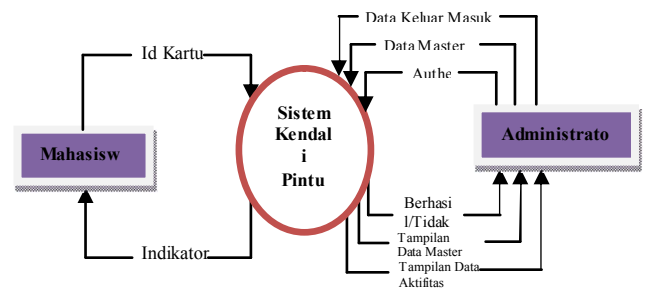 Data Keluar Masuk
Data Master
Authe
Id Kartu
Sistem
Kendal
i
Pintu
Mahasisw
Administrato
Berhasi
l/Tidak
Tampilan
Data Master
Tampilan Data
Aktifitas
Indikator